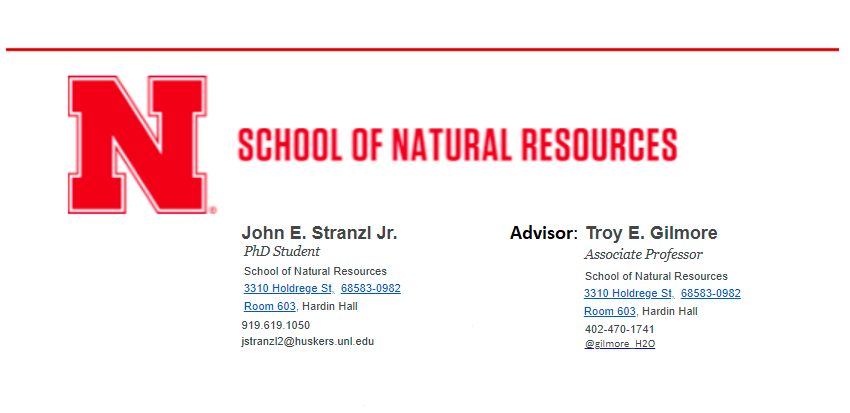 N
SCHOOL OF NATURAL RESOURCES
John E. Stranzl Jr.
PhD Student
School of Natural Resources
3310 Holdrege St, 68583-0982
Room 603, Hardin Hall
919.619.1050
jstranzl2@huskers.unl.edu
Advisor: Troy E. Gilmore
Associate Professor
School of Natural Resources
3310 Holdrege St, 68583-0982
Room 603, Hardin Hall
402-470-1741
@gilmore_H2O